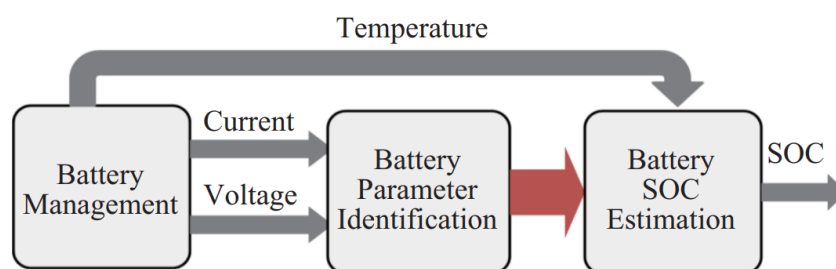 Temperature
Current
Voltage
Battery
Management
Battery
Parameter
Identification
Battery
SOC
Estimation
SOC